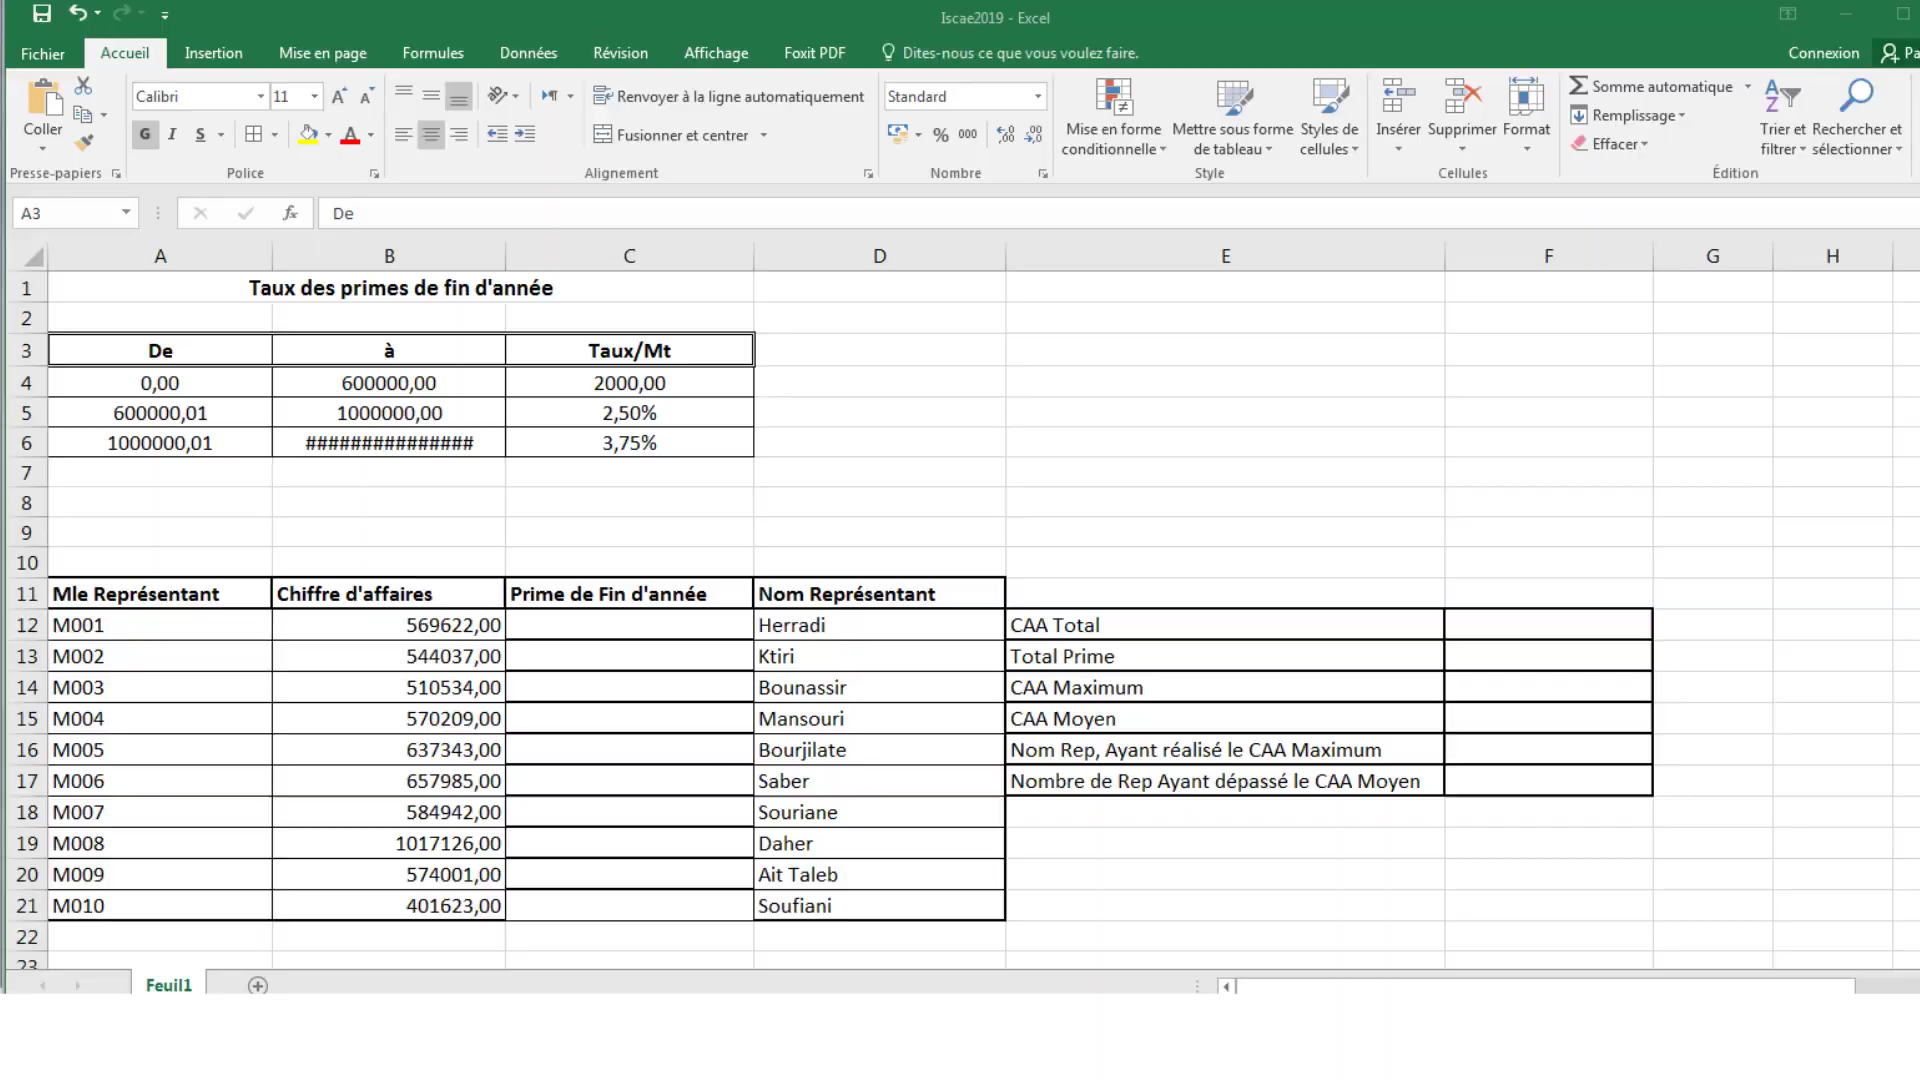 Iscae2019 - Excel
Fichier Accueil Insertion Mise en page Formules Données Révision Affichage Foxit PDF Dites-nous ce que vous voulez faire. Connexion Pa
Coller
Presse-papiers
Calibri 11
G I S A
Police
Renvoyer à la ligne automatiquement
Fusionner et centrer
Alignement
Standard
% 000
Nombre
Mise en forme conditionnelle
Mettre sous forme de tableau
Styles de cellules
Style
Insérer Supprimer Format
Cellules
Somme automatique
Remplissage
Effacer
Trier et filtrer
Rechercher et sélectionner
Édition
A3 fx De
A B C D E F G H
1 Taux des primes de fin d'année
2
3 De à Taux/Mt
4 0,00 600000,00 2000,00
5 600000,01 1000000,00 2,50%
6 1000000,01 ############### 3,75%
7
8
9
10
11 Mle Représentant Chiffre d'affaires Prime de Fin d'année Nom Représentant
12 M001 569622,00 Herradi CAA Total
13 M002 544037,00 Ktiri Total Prime
14 M003 510534,00 Bounassir CAA Maximum
15 M004 570209,00 Mansouri CAA Moyen
16 M005 637343,00 Bourjilate Nom Rep, Ayant réalisé le CAA Maximum
17 M006 657985,00 Saber Nombre de Rep Ayant dépassé le CAA Moyen
18 M007 584942,00 Souriane
19 M008 1017126,00 Daher
20 M009 574001,00 Ait Taleb
21 M010 401623,00 Soufiani
22
23
Feuil1